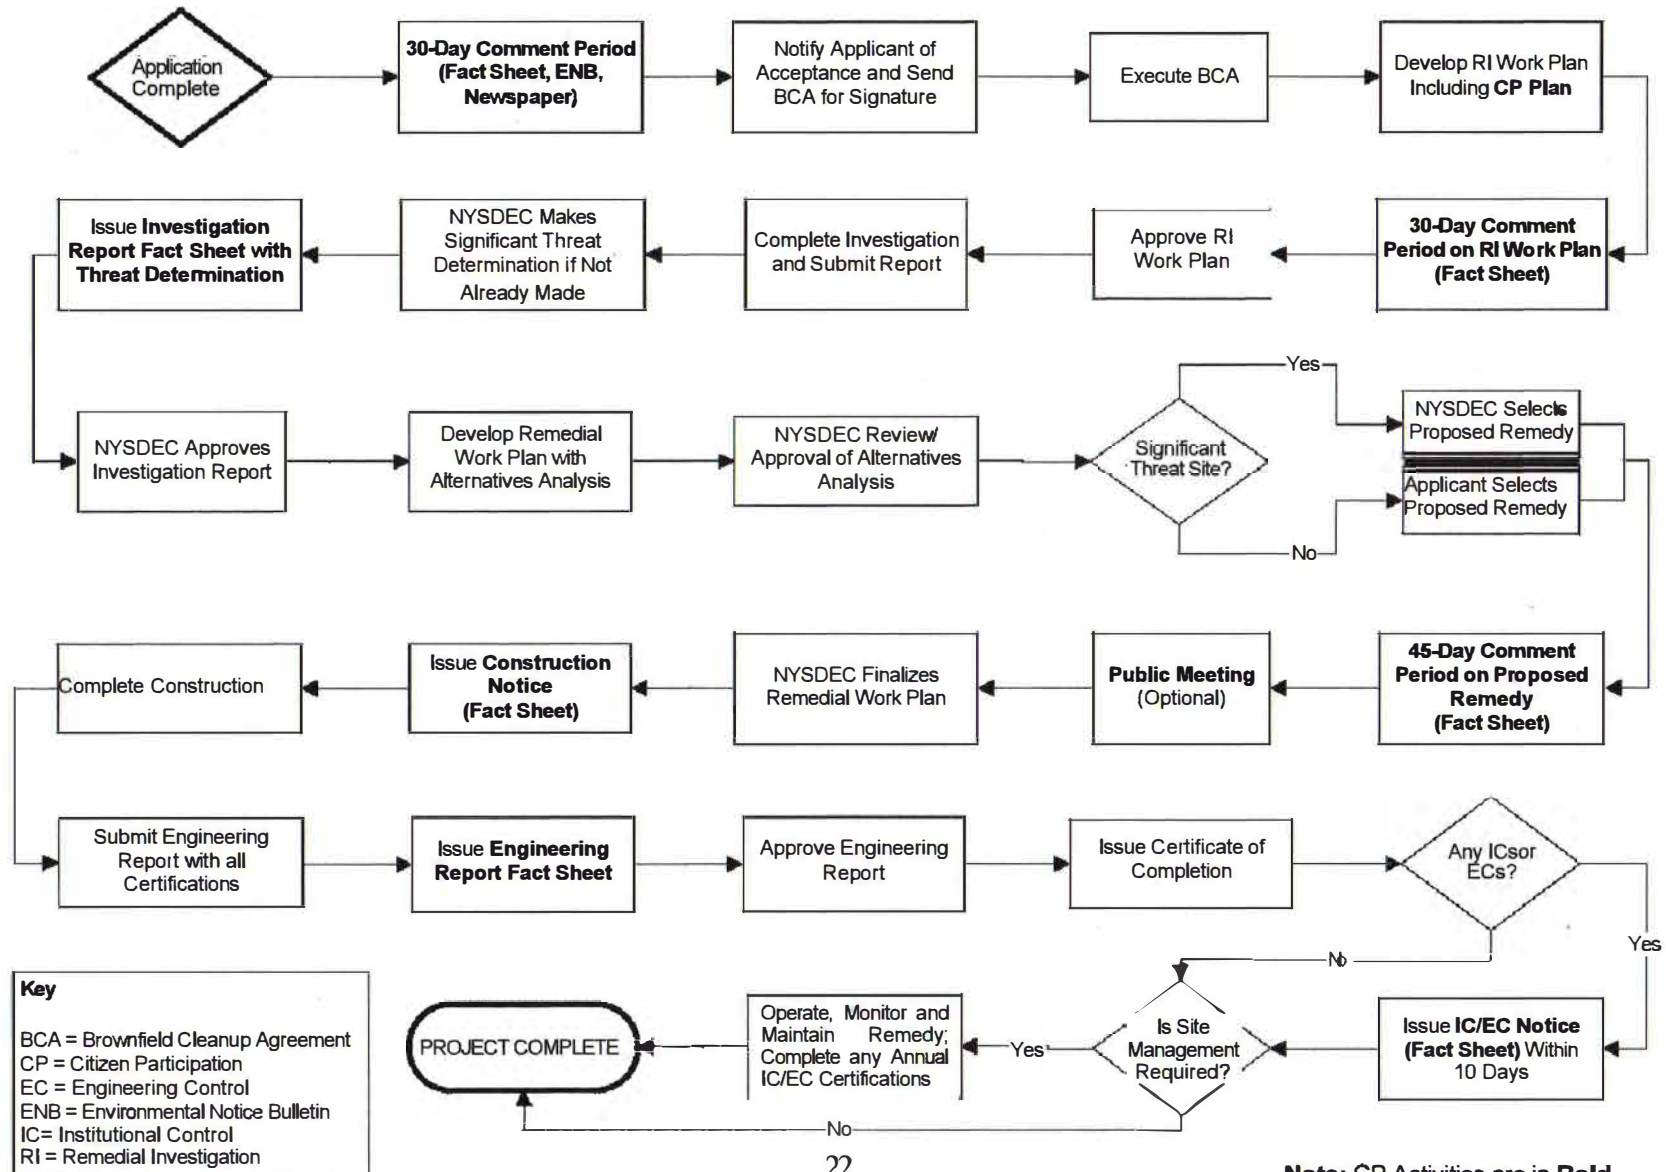 Application
Complete
30-Day Comment Period
(Fact Sheet, ENB,
Newspaper)
Notify Applicant of
Acceptance and Send
BCA for Signature
Execute BCA
Develop RI Work Plan
Including CP Plan
Issue Investigation
Report Fact Sheet with
Threat Determination
NYSDEC Makes
Significant Threat
Determination if Not
Already Made
Complete Investigation
and Submit Report
Approve RI
Work Plan
30-Day Comment
Period on RI Work Plan
(Fact Sheet)
NYSDEC Approves
Investigation Report
Develop Remedial
Work Plan with
Alternatives Analysis
NYSDEC Review/
Approval of Alternatives
Analysis
Significant
Threat Site?
Yes
No
NYSDEC Selects
Proposed Remedy
Applicant Selects
Proposed Remedy
Complete Construction
Issue Construction
Notice
(Fact Sheet)
NYSDEC Finalizes
Remedial Work Plan
Public Meeting
(Optional)
45-Day Comment
Period on Proposed
Remedy
(Fact Sheet)
Submit Engineering
Report with all
Certifications
Issue Engineering
Report Fact Sheet
Approve Engineering
Report
Issue Certificate of
Completion
Any ICsor
ECs?
Yes
No
Key
BCA = Brownfield Cleanup Agreement
CP = Citizen Participation
EC = Engineering Control
ENB = Environmental Notice Bulletin
IC= Institutional Control
RI = Remedial Investigation
PROJECT COMPLETE
Operate, Monitor and
Maintain Remedy;
Complete any Annual
IC/EC Certifications
Yes
Is Site
Management
Required?
Issue IC/EC Notice
(Fact Sheet) Within
10 Days
No
22
Note: CP Activities are in Bold